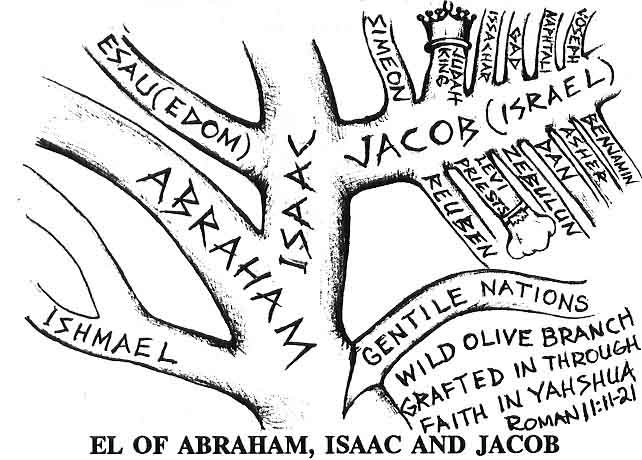 ESAU (EDOM)
ABRAHAM
ISHMAEL
ISAAC
JACOB (ISRAEL)
SIMEON
JUDAH
KING
ISSACHAR
GAD
NAPHTALI
JOSEPH
REUBEN
LEVI
PRIESTS
ZEBULUN
DAN
ASHER
BENJAMIN
GENTILE NATIONS
WILD OLIVE BRANCH
GRAFTED IN THROUGH
FAITH IN YAHSHUA
ROMAN 11:11-21
EL OF ABRAHAM, ISAAC AND JACOB